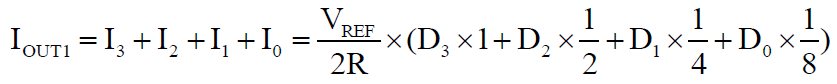 I_OUT1 = I_3 + I_2 + I_1 + I_0 = V_REF/2R × (D_3 × 1 + D_2 × 1/2 + D_1 × 1/4 + D_0 × 1/8)